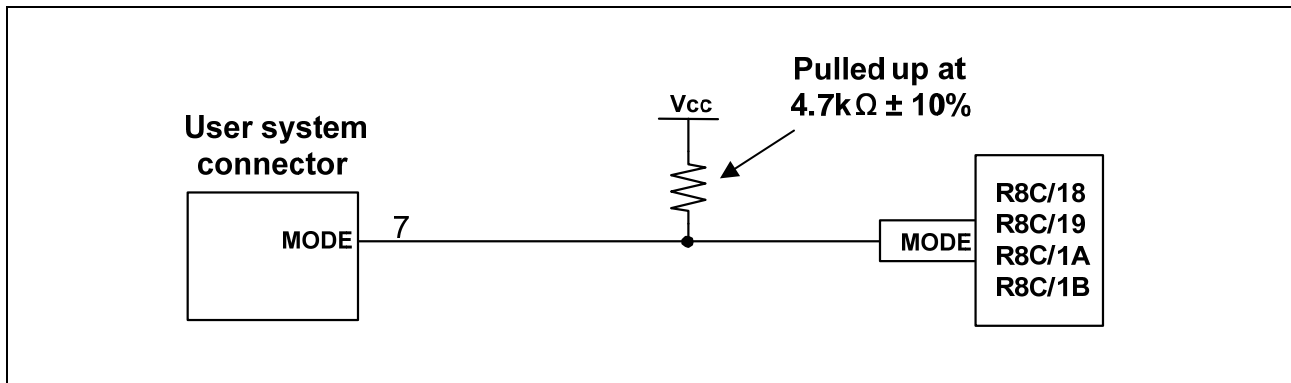 Pulled up at
4.7kΩ ± 10%
Vcc
User system
connector
MODE
7
MODE
R8C/18
R8C/19
R8C/1A
R8C/1B